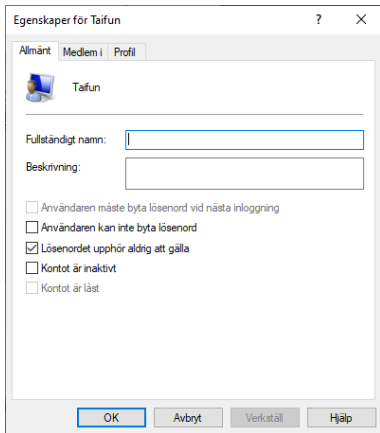 Egenskaper för Taifun
?
×
Allmänt Medlem i Profil
Taifun
Fullständigt namn:
Beskrivning:
Användaren måste byta lösenord vid nästa inloggning
Användaren kan inte byta lösenord
Lösenordet upphör aldrig att gälla
Kontot är inaktivt
Kontot är låst
OK Avbryt Verkställ Hjälp